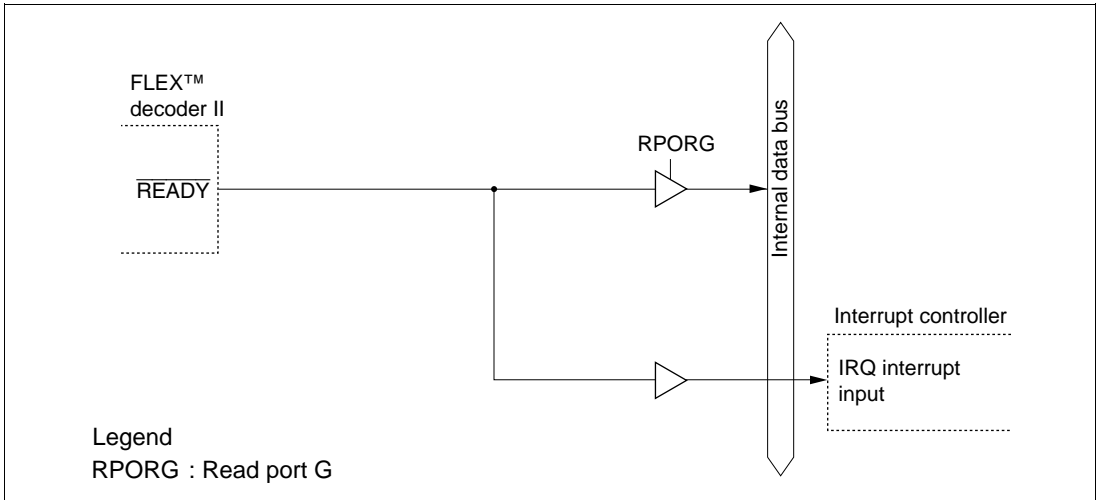 FLEX™
decoder II
READY
RPORG
Internal data bus
Interrupt controller
IRQ interrupt
input
Legend
RPORG : Read port G